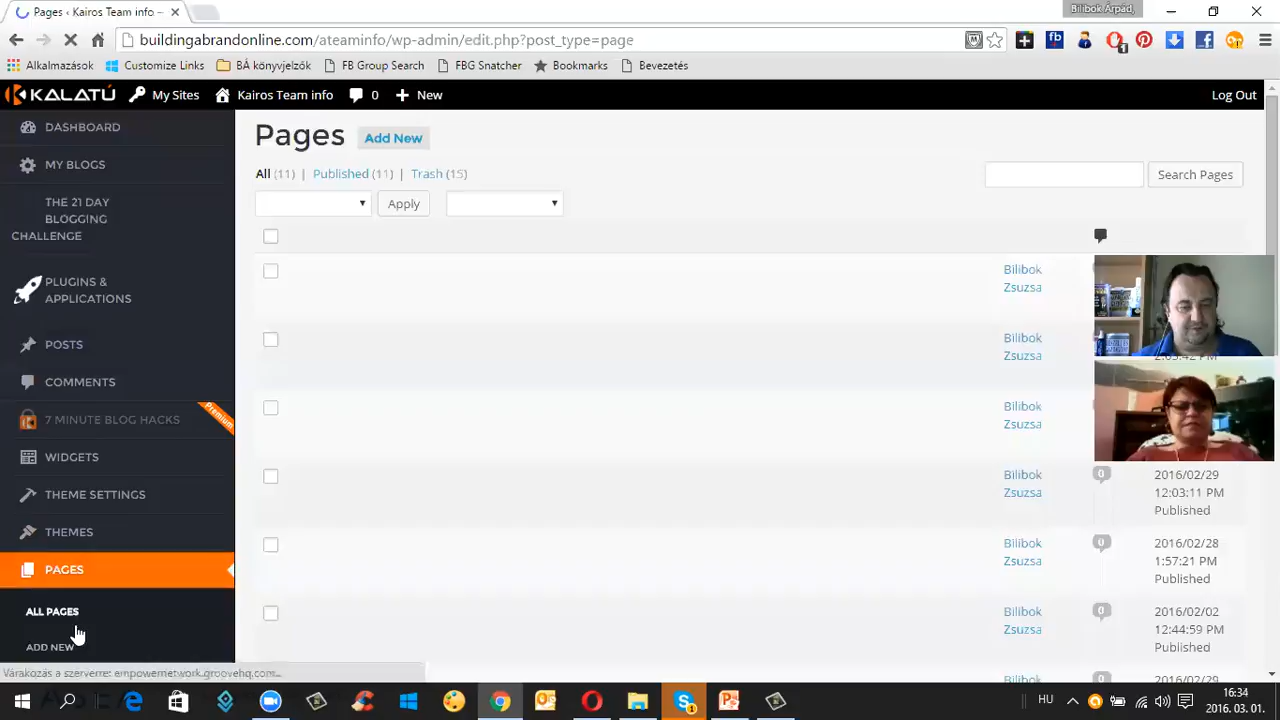 Pages ‹ Kairos Team info –
Bilibok Árpád,
buildingabrandonline.com/ateaminfo/wp-admin/edit.php?post_type=page
Alkalmazások
Customize Links
BÁ könyvjelzők
FB Group Search
FBG Snatcher
Bookmarks
Bevezetés
KALATÚ
My Sites
Kairos Team info
0
New
Log Out
DASHBOARD
MY BLOGS
THE 21 DAY
BLOGGING
CHALLENGE
PLUGINS &
APPLICATIONS
POSTS
COMMENTS
7 MINUTE BLOG HACKS
Premium
WIDGETS
THEME SETTINGS
THEMES
PAGES
ALL PAGES
ADD NEW
Pages
Add New
All (11) | Published (11) | Trash (15)
Search Pages
Apply
Bilibok
Zsuzsa
Bilibok
Zsuzsa
Bilibok
Zsuzsa
Bilibok
Zsuzsa
0
2016/02/29
12:03:11 PM
Published
Bilibok
Zsuzsa
0
2016/02/28
1:57:21 PM
Published
Bilibok
Zsuzsa
0
2016/02/02
12:44:59 PM
Published
Várakozás a szerverre: empowernetwork.groovehq.com...
HU
16:34
2016. 03. 01.